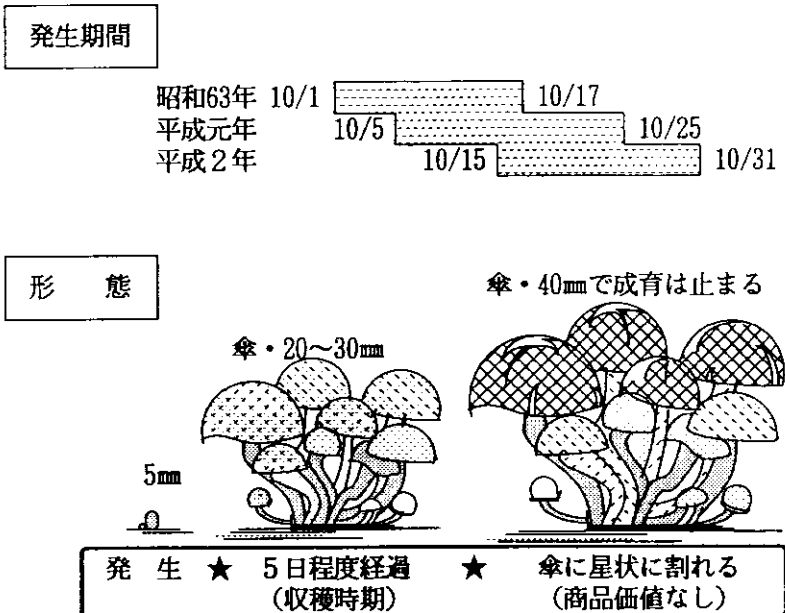 発生期間
昭和63年 10/1 10/17
平成元年 10/5 10/25
平成2年 10/15 10/31
形 態
傘・40㎜で成育は止まる
傘・20～30㎜
5㎜
発 生 ★ 5日程度経過 ★ 傘に星状に割れる
(収穫時期) (商品価値なし)